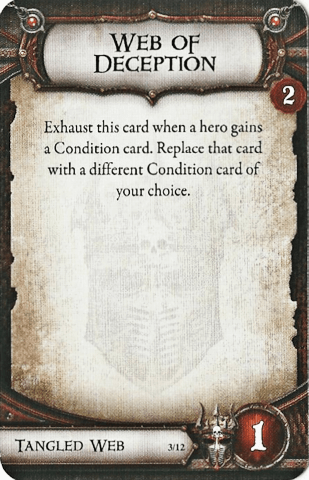 Web of
Deception
2
Exhaust this card when a hero gains
a Condition card. Replace that card
with a different Condition card of
your choice.
Tangled Web
3/12
1